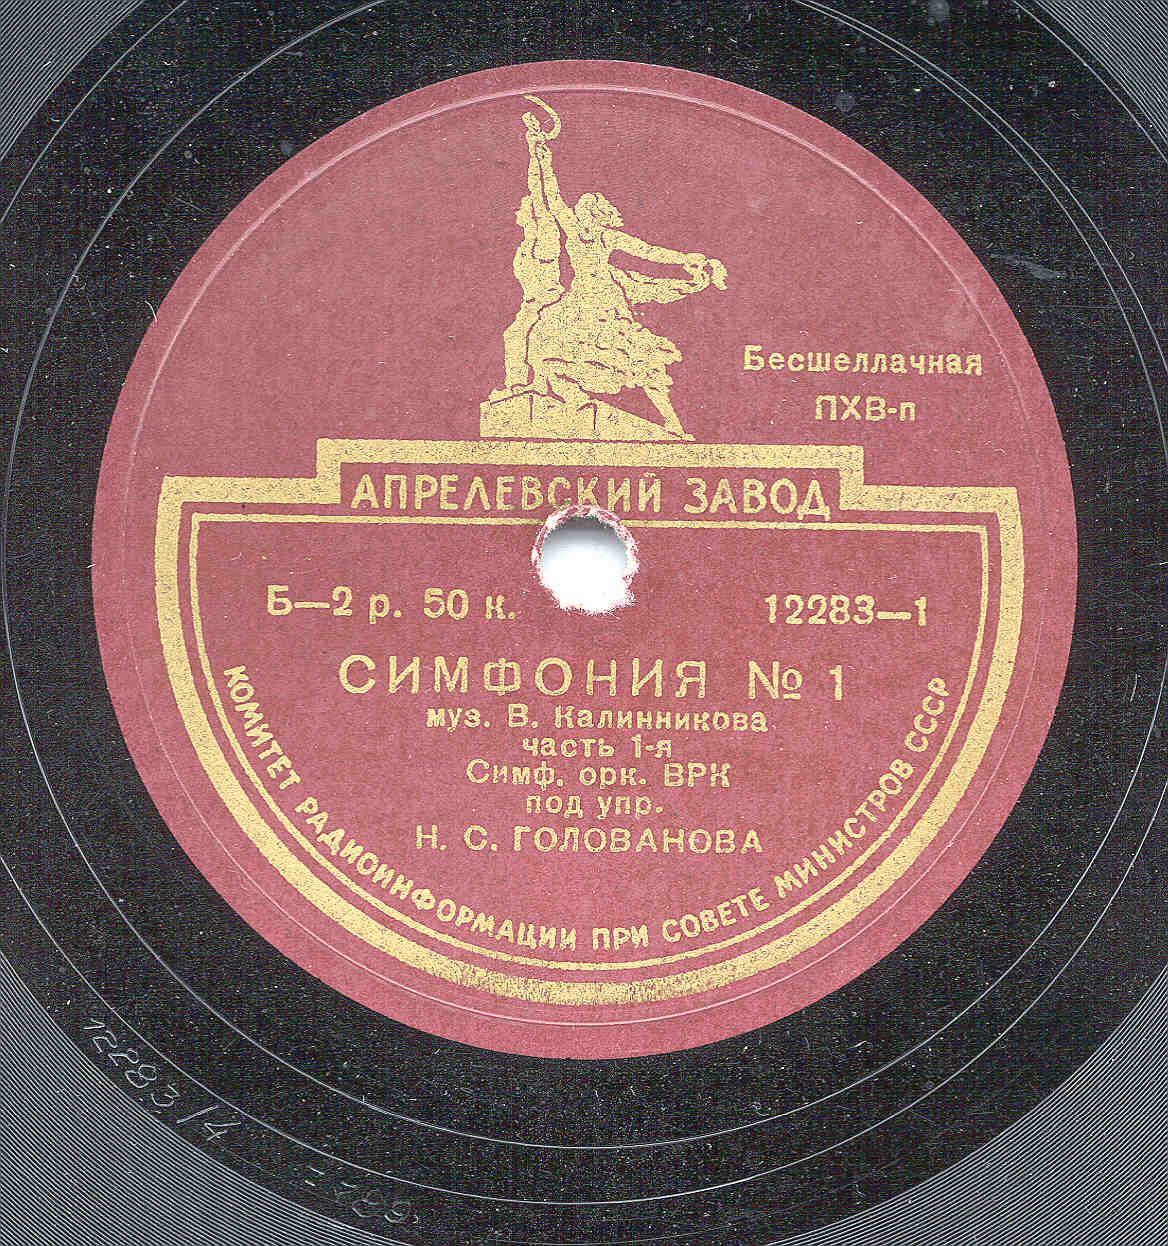 Бесшеллачная
ПХВ-п
АПРЕЛЕВСКИЙ ЗАВОД
Б—2 р. 50 к.
12283—1
СИМФОНИЯ № 1
муз. В. Калинникова
часть 1-я
Симф. орк. ВРК
под упр.
Н. С. ГОЛОВАНОВА
КОМИТЕТ РАДИОИНФОРМАЦИИ ПРИ СОВЕТЕ МИНИСТРОВ СССР
12283/4